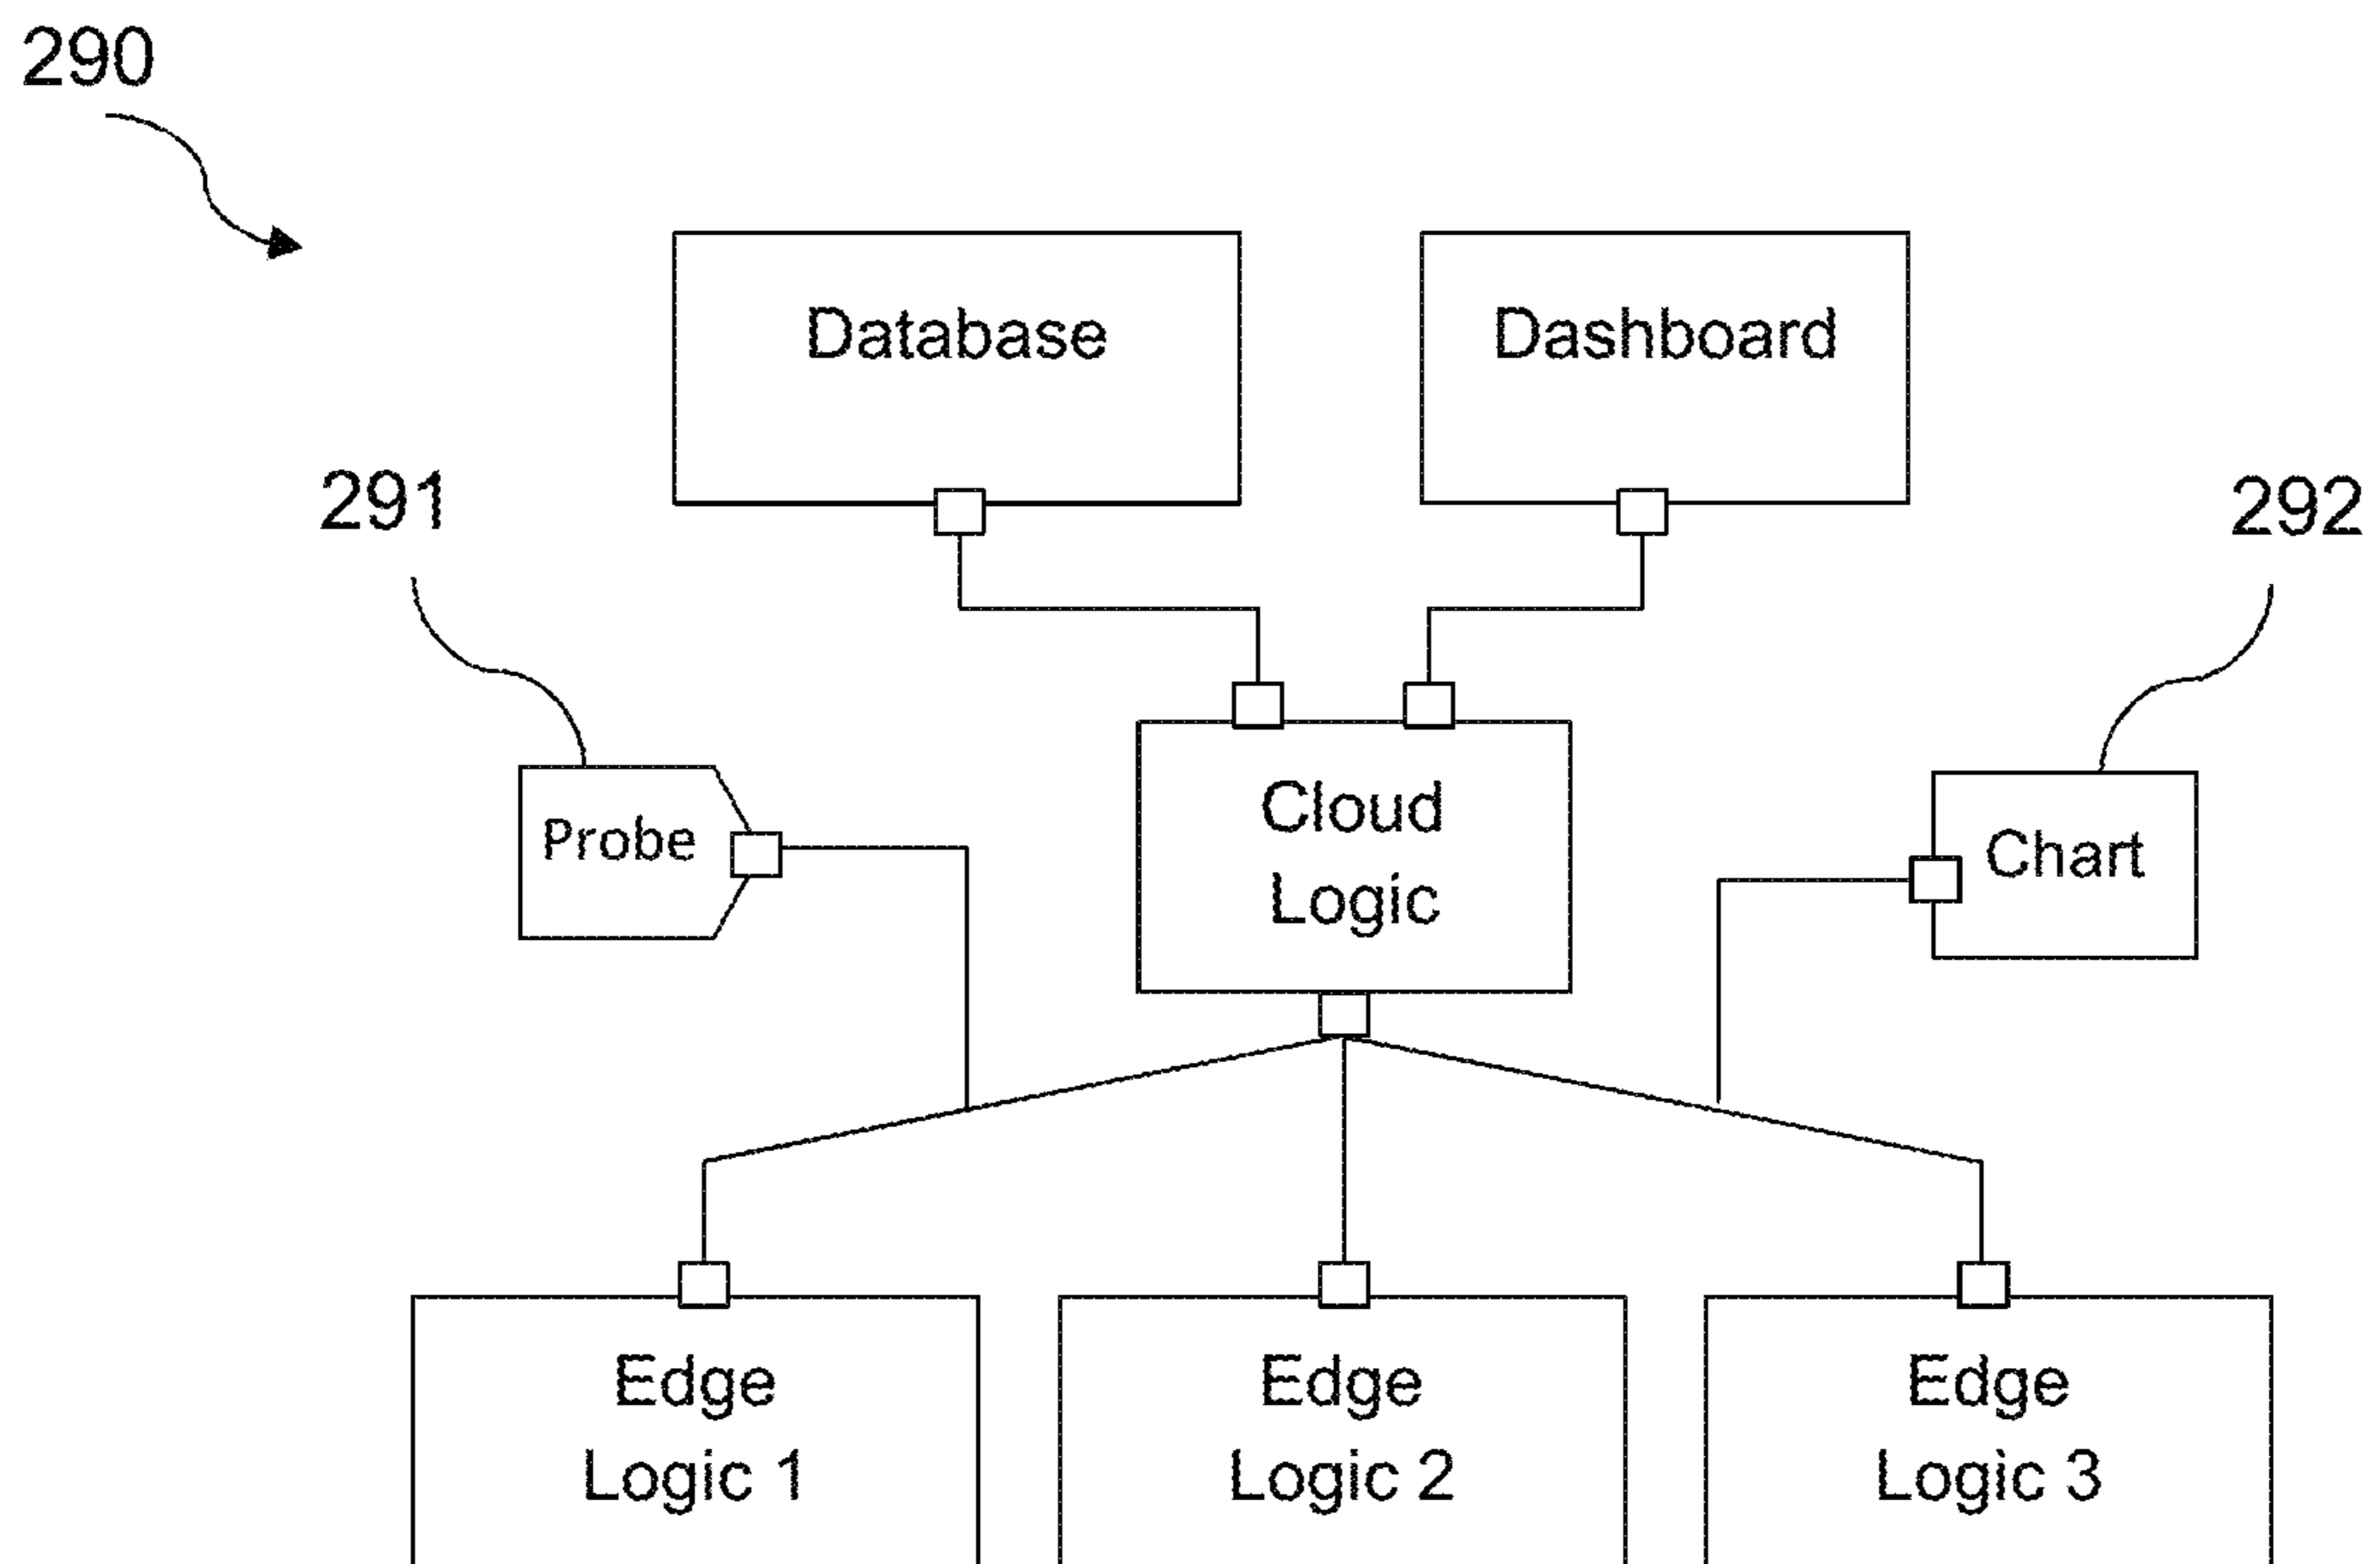 290
Database
Dashboard
291
292
Probe
Cloud
Logic
Chart
Edge
Logic 1
Edge
Logic 2
Edge
Logic 3